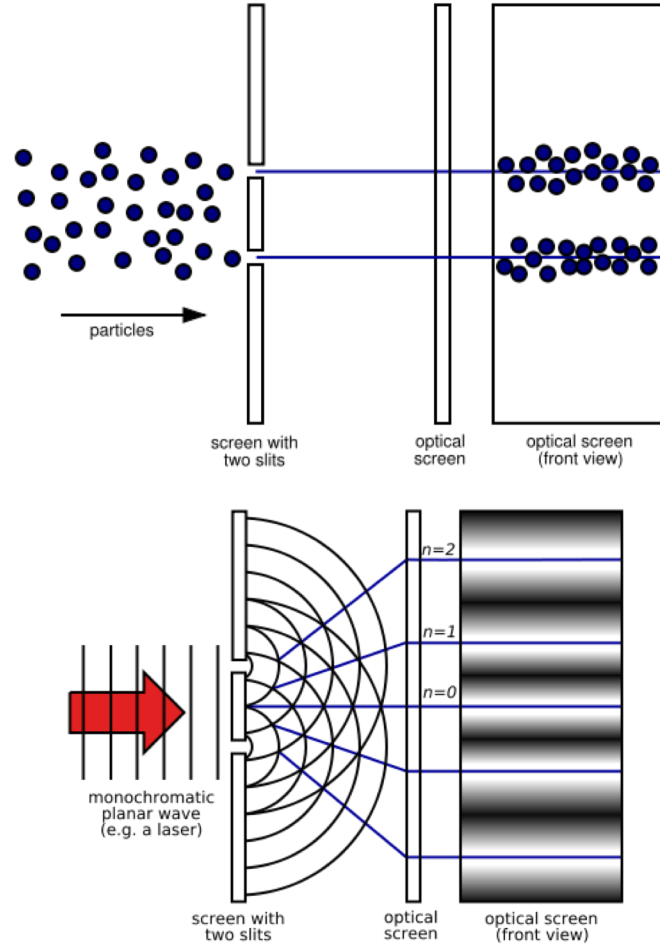 particles
screen with
two slits
optical
screen
optical screen
(front view)
n=2
n=1
n=0
monochromatic
planar wave
(e.g. a laser)
screen with
two slits
optical
screen
optical screen
(front view)